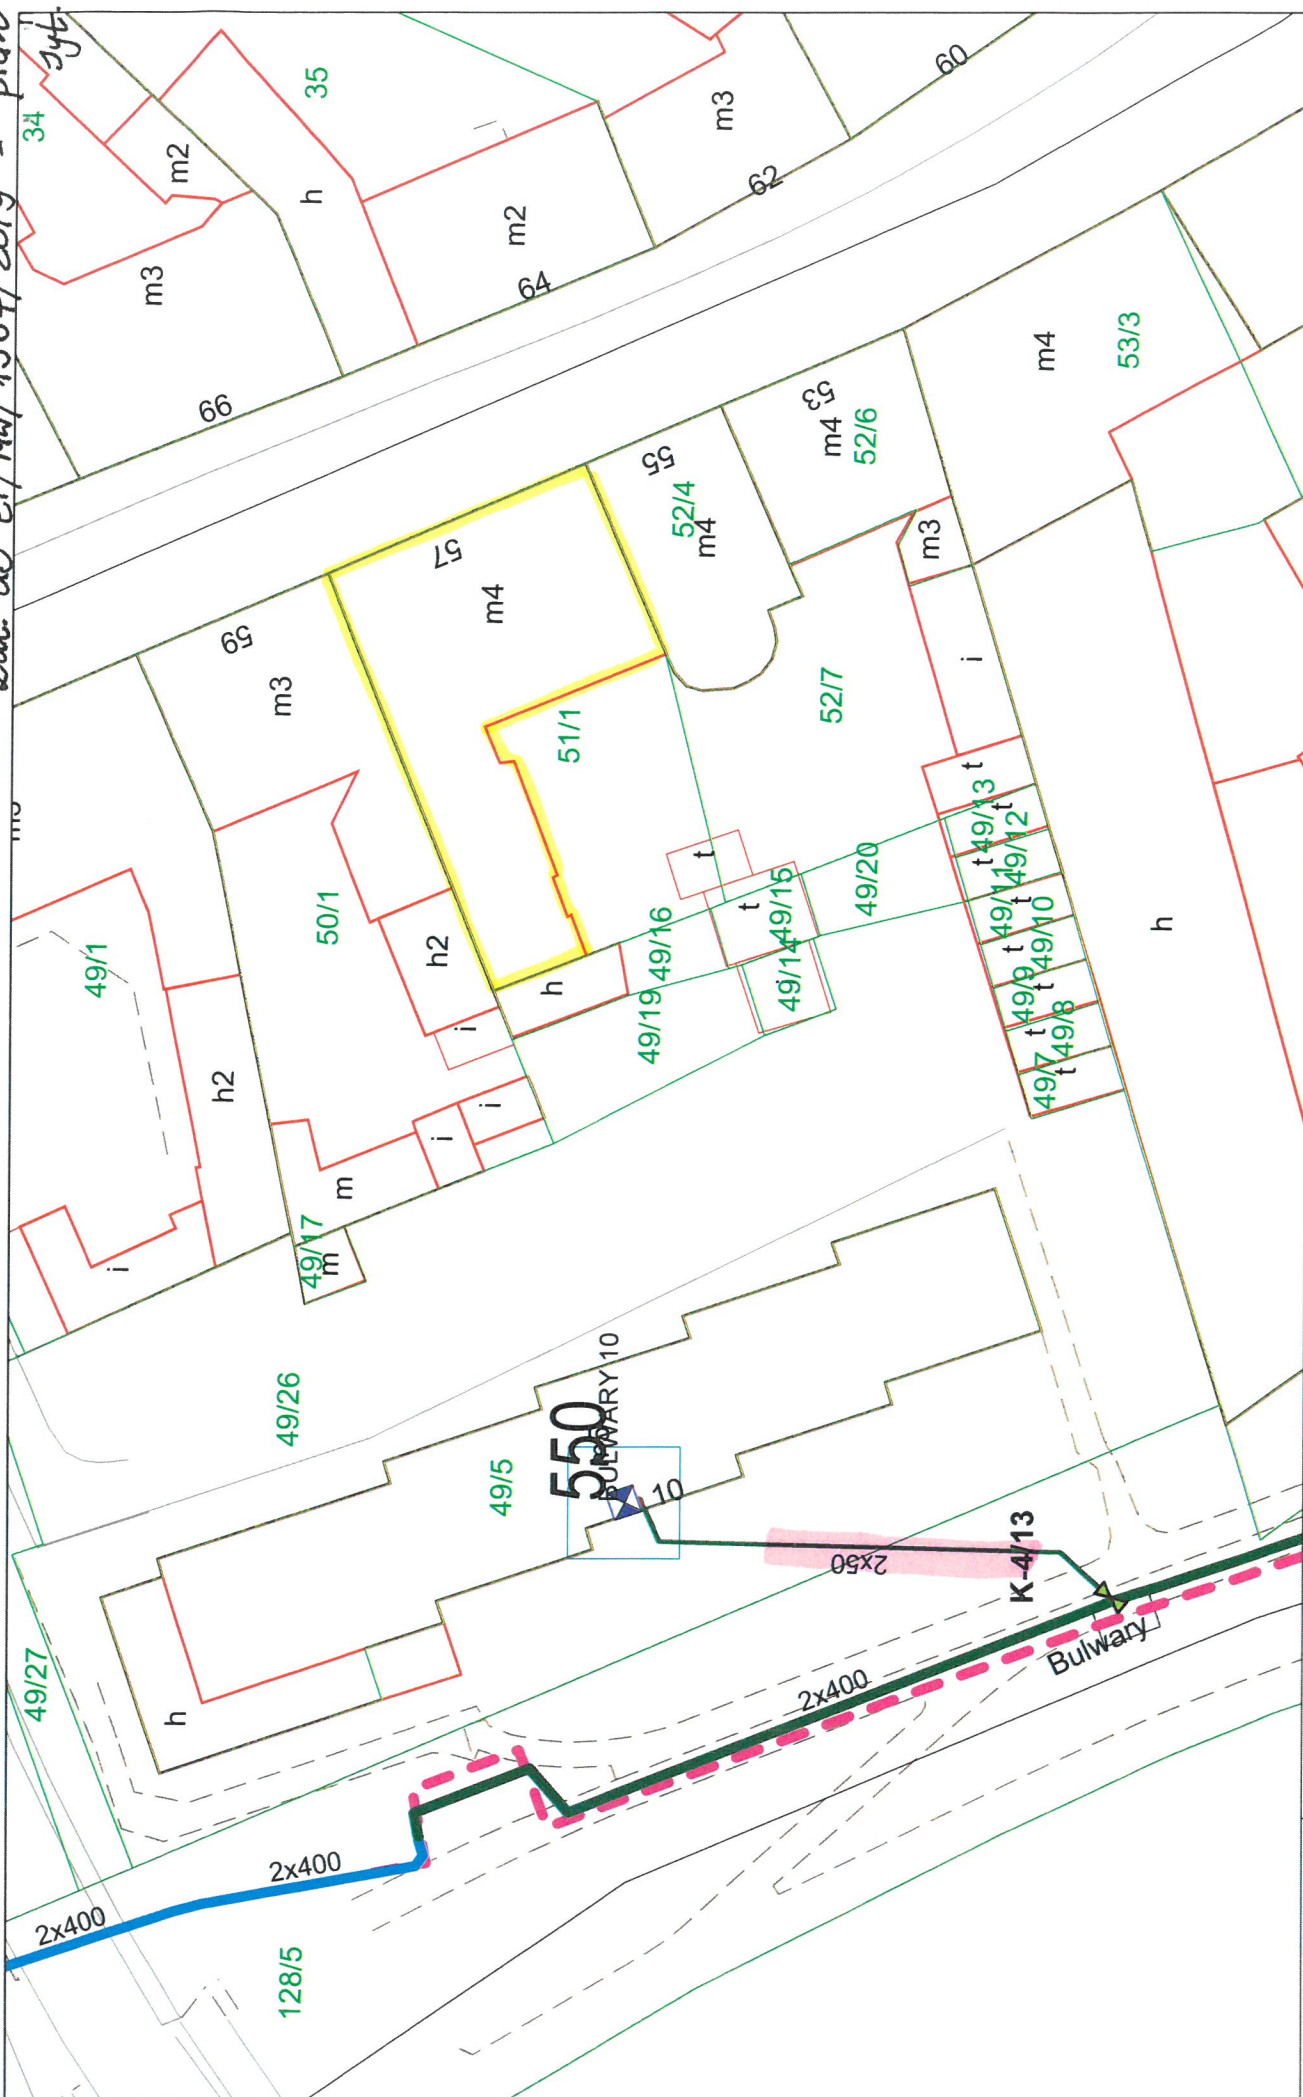 34
35
m2
h
m3
m2
m3
60
62
64
66
m4
53/3
53
m4
52/6
55
52/4
m4
57
m4
59
m3
m3
i
52/7
51/1
50/1
49/1
h2
h2
h
i
i
i
m
49/17
m
i
49/16
49/19
t
t
49/15
49/14
49/20
t
49/13
t
49/12
t
49/11
t
49/10
t
49/9
t
49/8
t
49/7
t
h
49/26
49/5
550
BULWARY 10
10
2x50
K-4/13
Bulwary
2x400
49/27
h
2x400
2x400
128/5